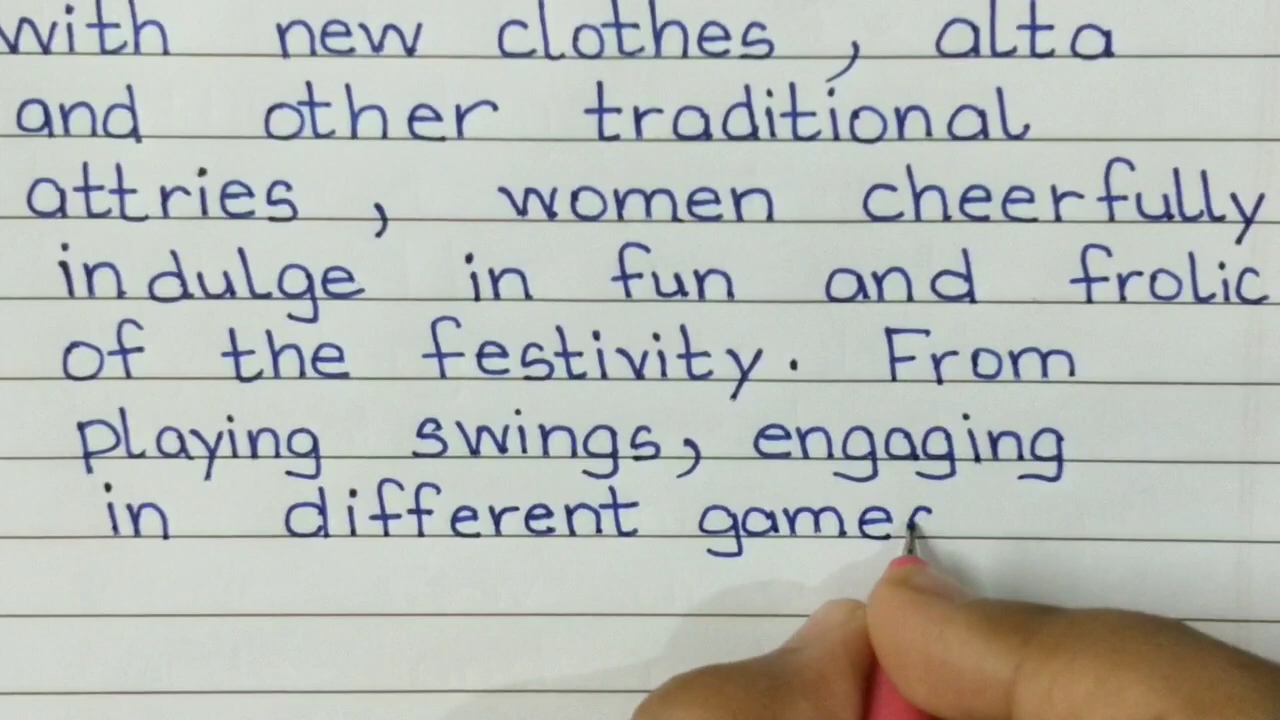 with new clothes, alta
and other traditional
attries, women cheerfully
indulge in fun and frolic
of the festivity. From
playing swings, engaging
in different games